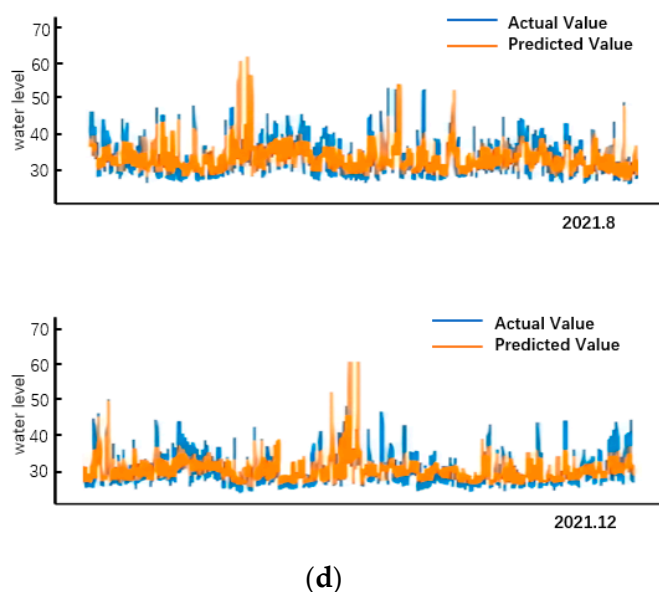 70
60
50
40
30
water level
Actual Value
Predicted Value
2021.8
70
60
50
40
30
water level
Actual Value
Predicted Value
2021.12
(d)